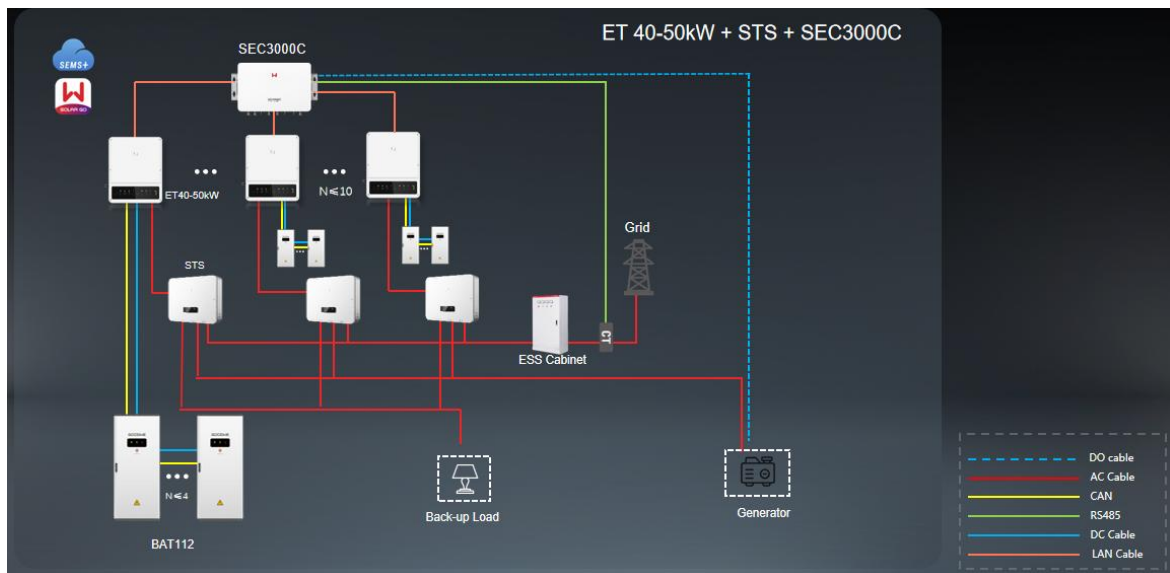 ET 40-50kW + STS + SEC3000C
SEMS+
SOLAR GO
SEC3000C
ET40-50kW
N≤10
Grid
STS
CT
ESS Cabinet
N≤4
BAT112
Back-up Load
Generator
DO cable
AC Cable
CAN
RS485
DC Cable
LAN Cable